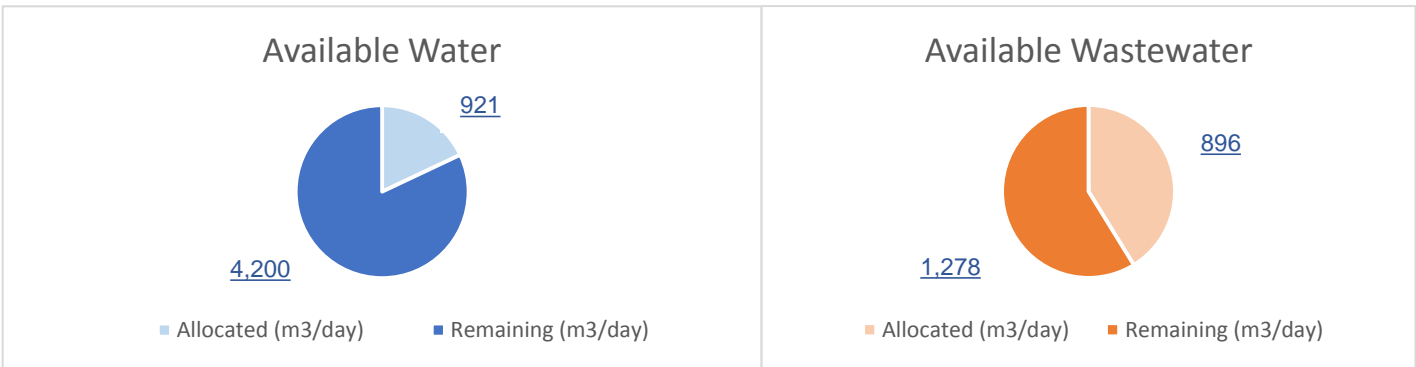 Available Water
921
4,200
Allocated (m3/day) Remaining (m3/day)
Available Wastewater
896
1,278
Allocated (m3/day) Remaining (m3/day)